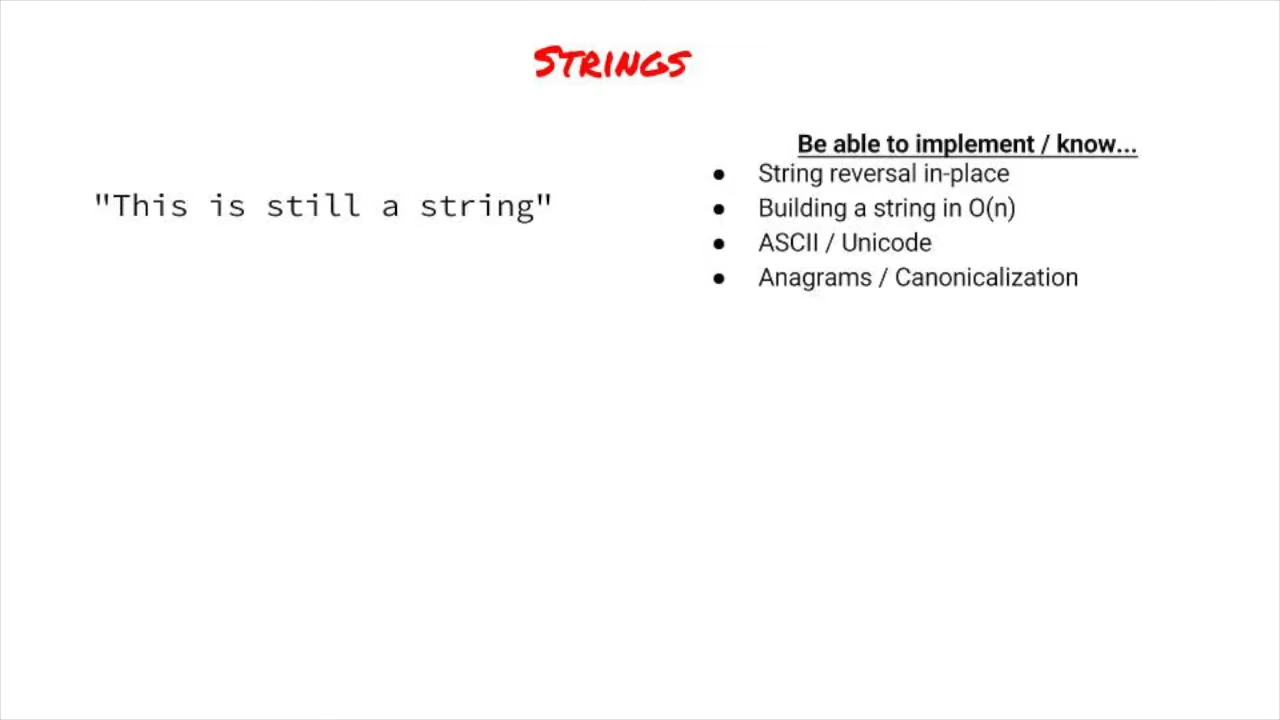 STRINGS
"This is still a string"
Be able to implement / know...
● String reversal in-place
● Building a string in O(n)
● ASCII / Unicode
● Anagrams / Canonicalization